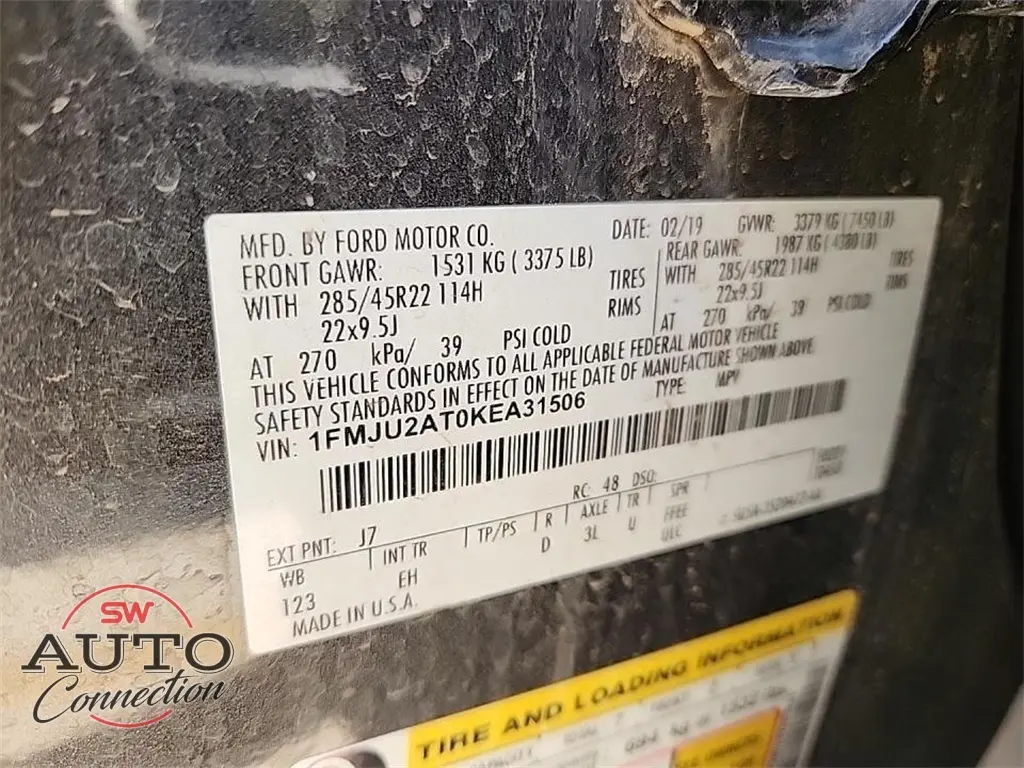 MFD. BY FORD MOTOR CO.
DATE: 02/19 GVWR: 3379 KG (7450 LB)
FRONT GAWR: 1531 KG (3375 LB)
REAR GAWR: 1987 KG (4380 LB)
WITH 285/45R22 114H TIRES
WITH 285/45R22 114H TIRES
22x9.5J RIMS
22x9.5J RIMS
AT 270 kPa/ 39 PSI COLD
AT 270 kPa/ 39 PSI COLD
THIS VEHICLE CONFORMS TO ALL APPLICABLE FEDERAL MOTOR VEHICLE
SAFETY STANDARDS IN EFFECT ON THE DATE OF MANUFACTURE SHOWN ABOVE
VIN: 1FMJU2AT0KEA31506
TYPE: MPV
RC: 48 DSO:
EXT PNT: J7
WB INT TR TP/PS R AXLE TR SPR
123 EH D 3L U
MADE IN U.S.A.
TIRE AND LOADING INFORMATION
SW
AUTO
Connection